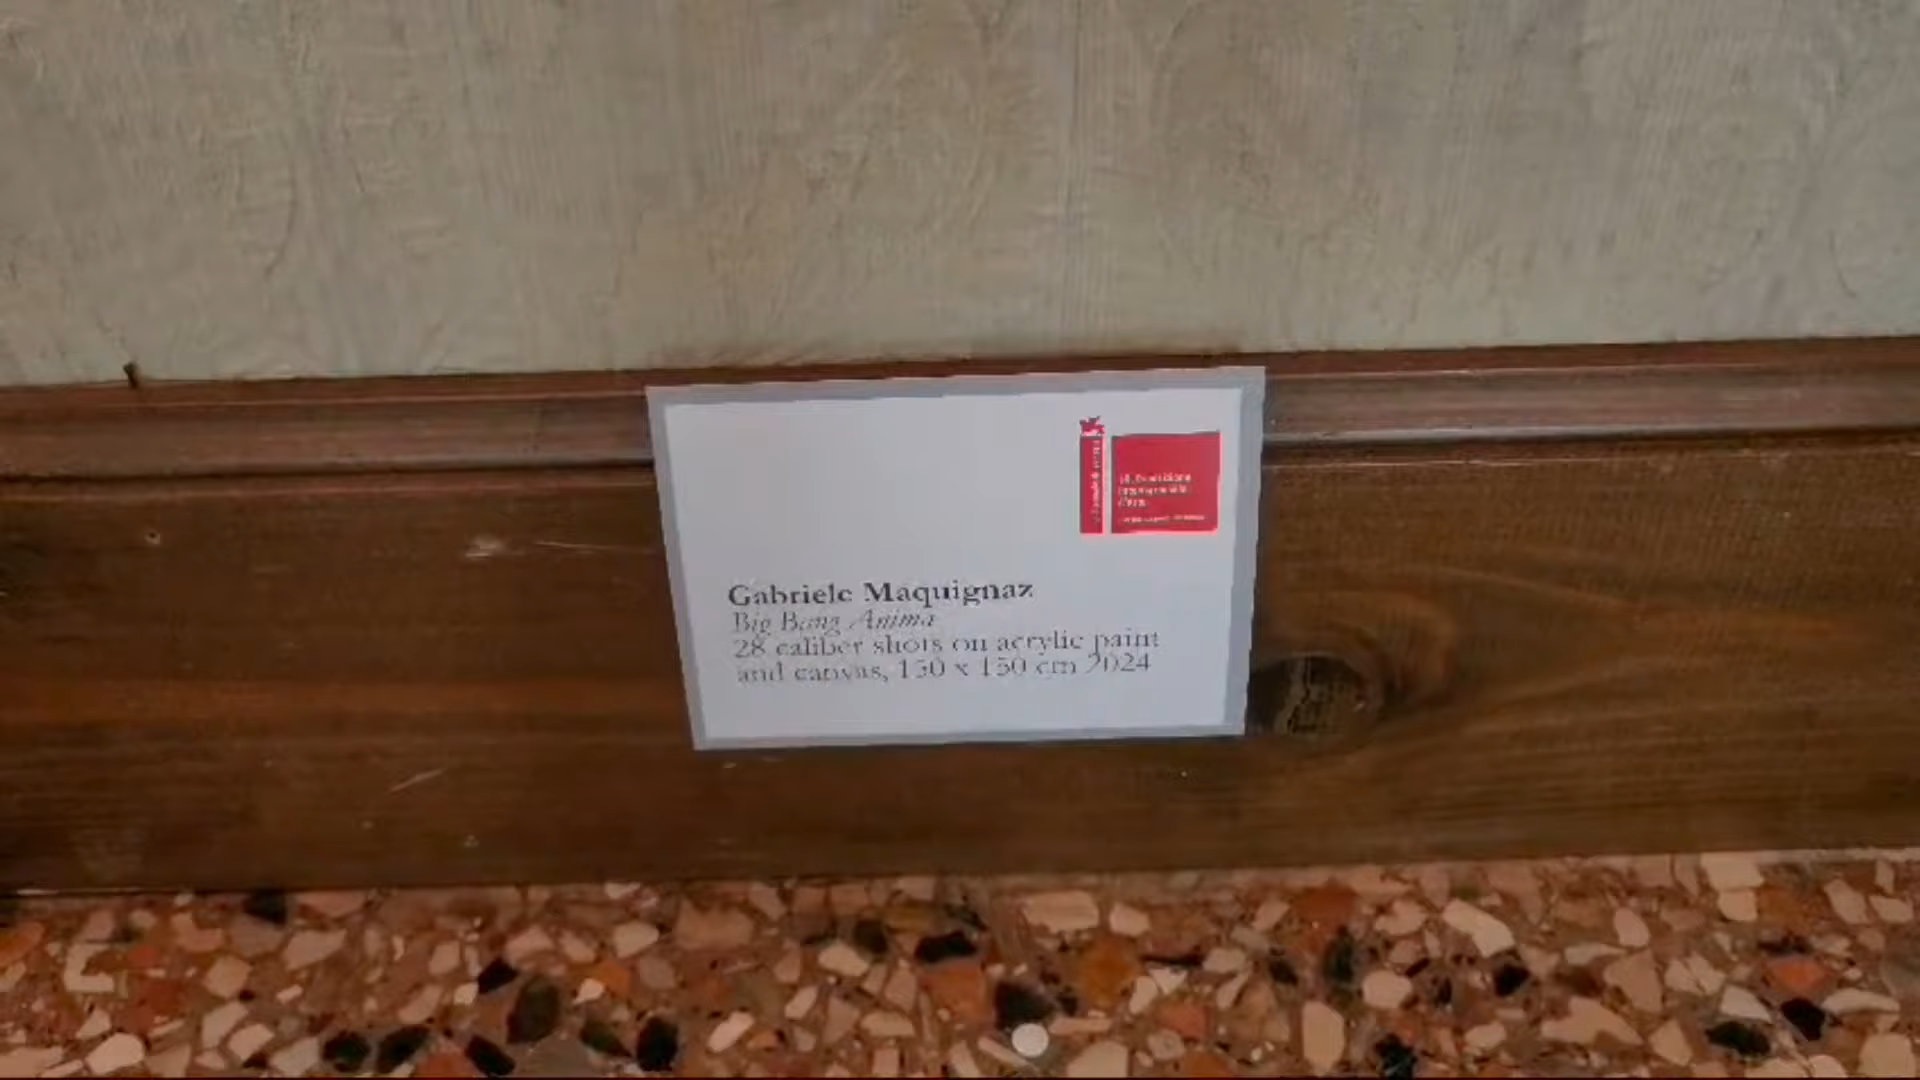 Gabriele Maquignaz
Big Bang Anima
28 caliber shots on acrylic paint
and canvas, 150 x 150 cm 2024